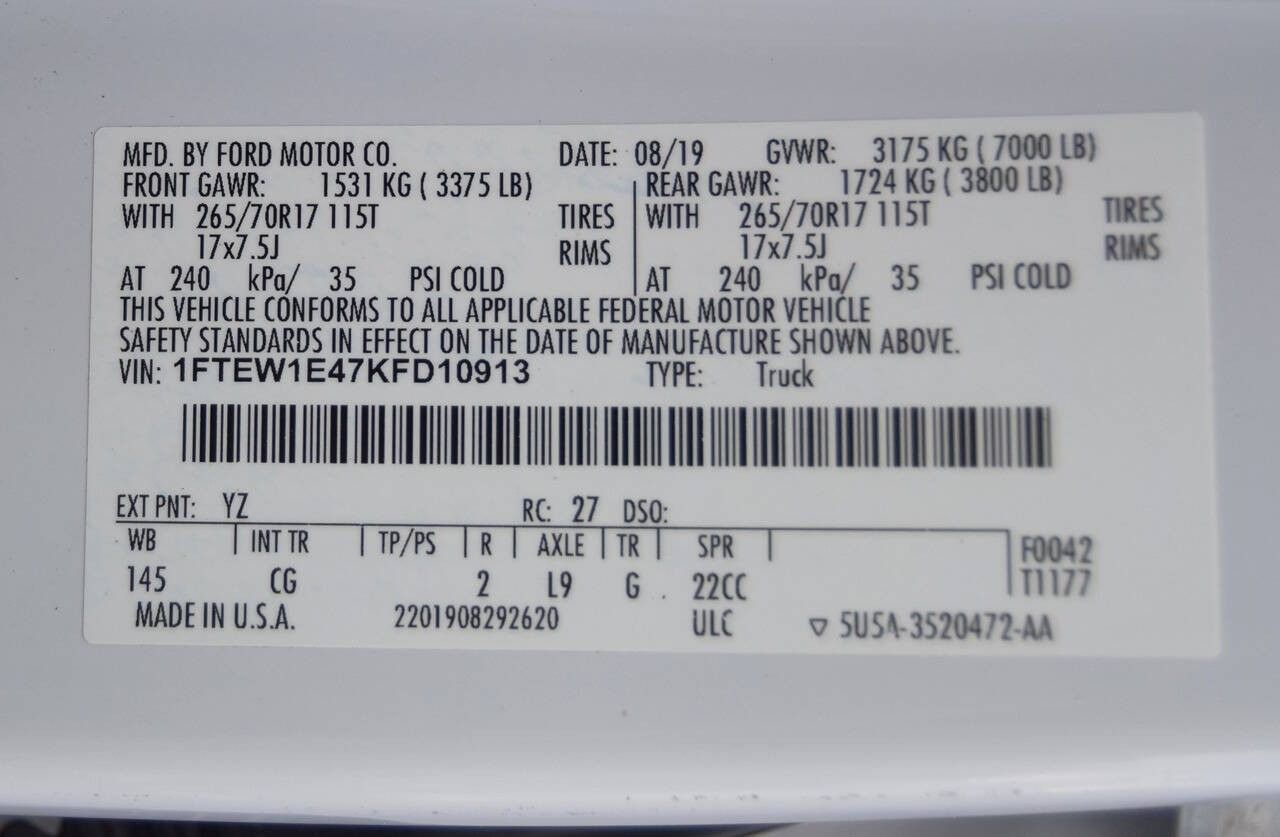 MFD. BY FORD MOTOR CO. DATE: 08/19 GVWR: 3175 KG ( 7000 LB)
FRONT GAWR: 1531 KG ( 3375 LB) REAR GAWR: 1724 KG ( 3800 LB)
WITH 265/70R17 115T TIRES WITH 265/70R17 115T TIRES
17x7.5J RIMS 17x7.5J RIMS
AT 240 kPa/ 35 PSI COLD AT 240 kPa/ 35 PSI COLD
THIS VEHICLE CONFORMS TO ALL APPLICABLE FEDERAL MOTOR VEHICLE
SAFETY STANDARDS IN EFFECT ON THE DATE OF MANUFACTURE SHOWN ABOVE.
VIN: 1FTEW1E47KFD10913 TYPE: Truck
EXT PNT: YZ RC: 27 DSO:
WB INT TR TP/PS R AXLE TR SPR F0042
145 CG 2 L9 G . 22CC T1177
MADE IN U.S.A. 2201908292620 ULC ▽ 5U5A-3520472-AA